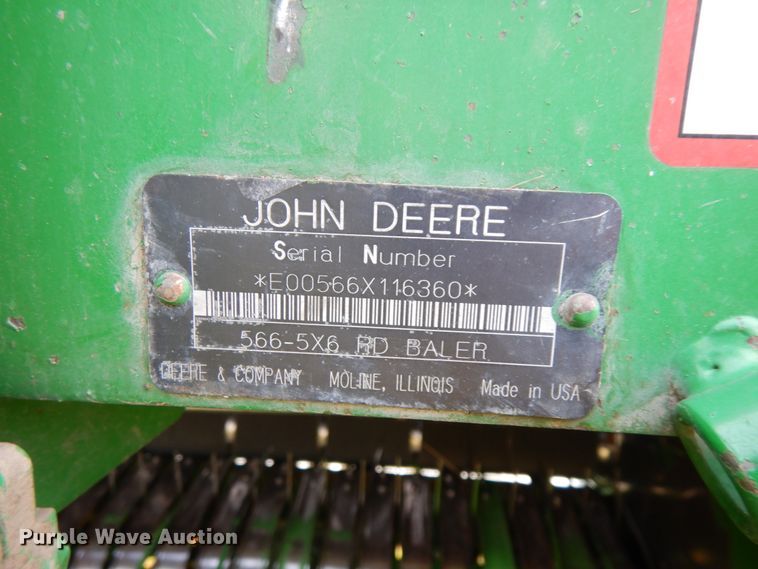 JOHN DEERE
Serial Number
*E00566X116360*
566-5X6 RD BALER
DEERE & COMPANY MOLINE, ILLINOIS Made in USA
Purple Wave Auction